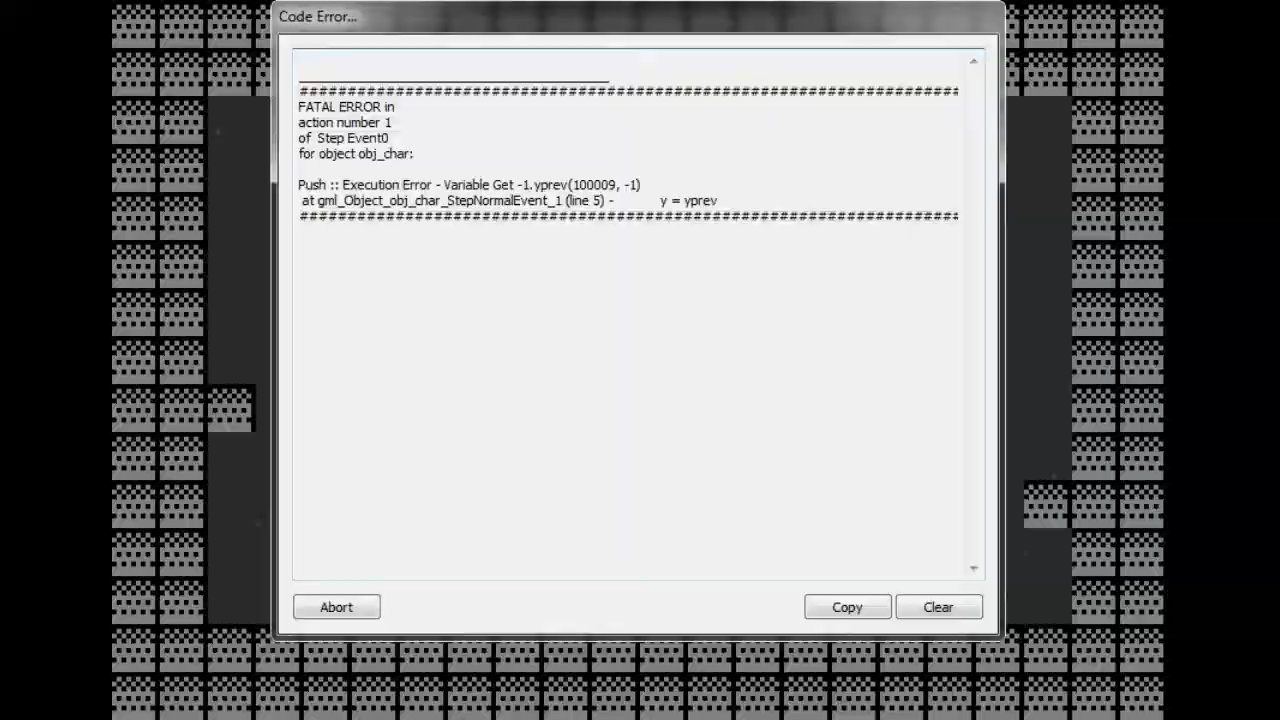 Code Error...
_____________________________________________
###########################################################################
FATAL ERROR in
action number 1
of Step Event0
for object obj_char:
Push :: Execution Error - Variable Get -1.yprev(100009, -1)
at gml_Object_obj_char_StepNormalEvent_1 (line 5) - y = yprev
###########################################################################
Abort Copy Clear